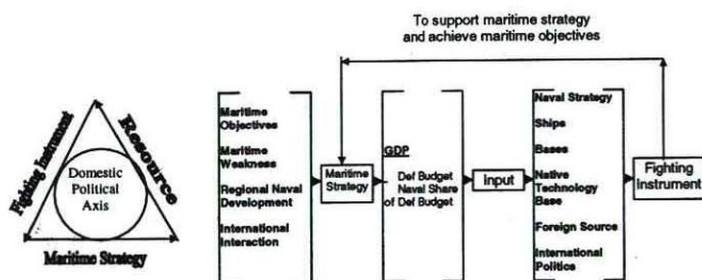 To support maritime strategy
and achieve maritime objectives
Fighting Instrument
Resource
Domestic
Political
Axis
Maritime Strategy
Maritime
Objectives
Maritime
Weakness
Regional Naval
Development
International
Interaction
Maritime
Strategy
GDP
Def Budget
Naval Share
of Def Budget
Input
Naval Strategy
Ships
Bases
Native
Technology
Base
Foreign Source
International
Politics
Fighting
Instrument